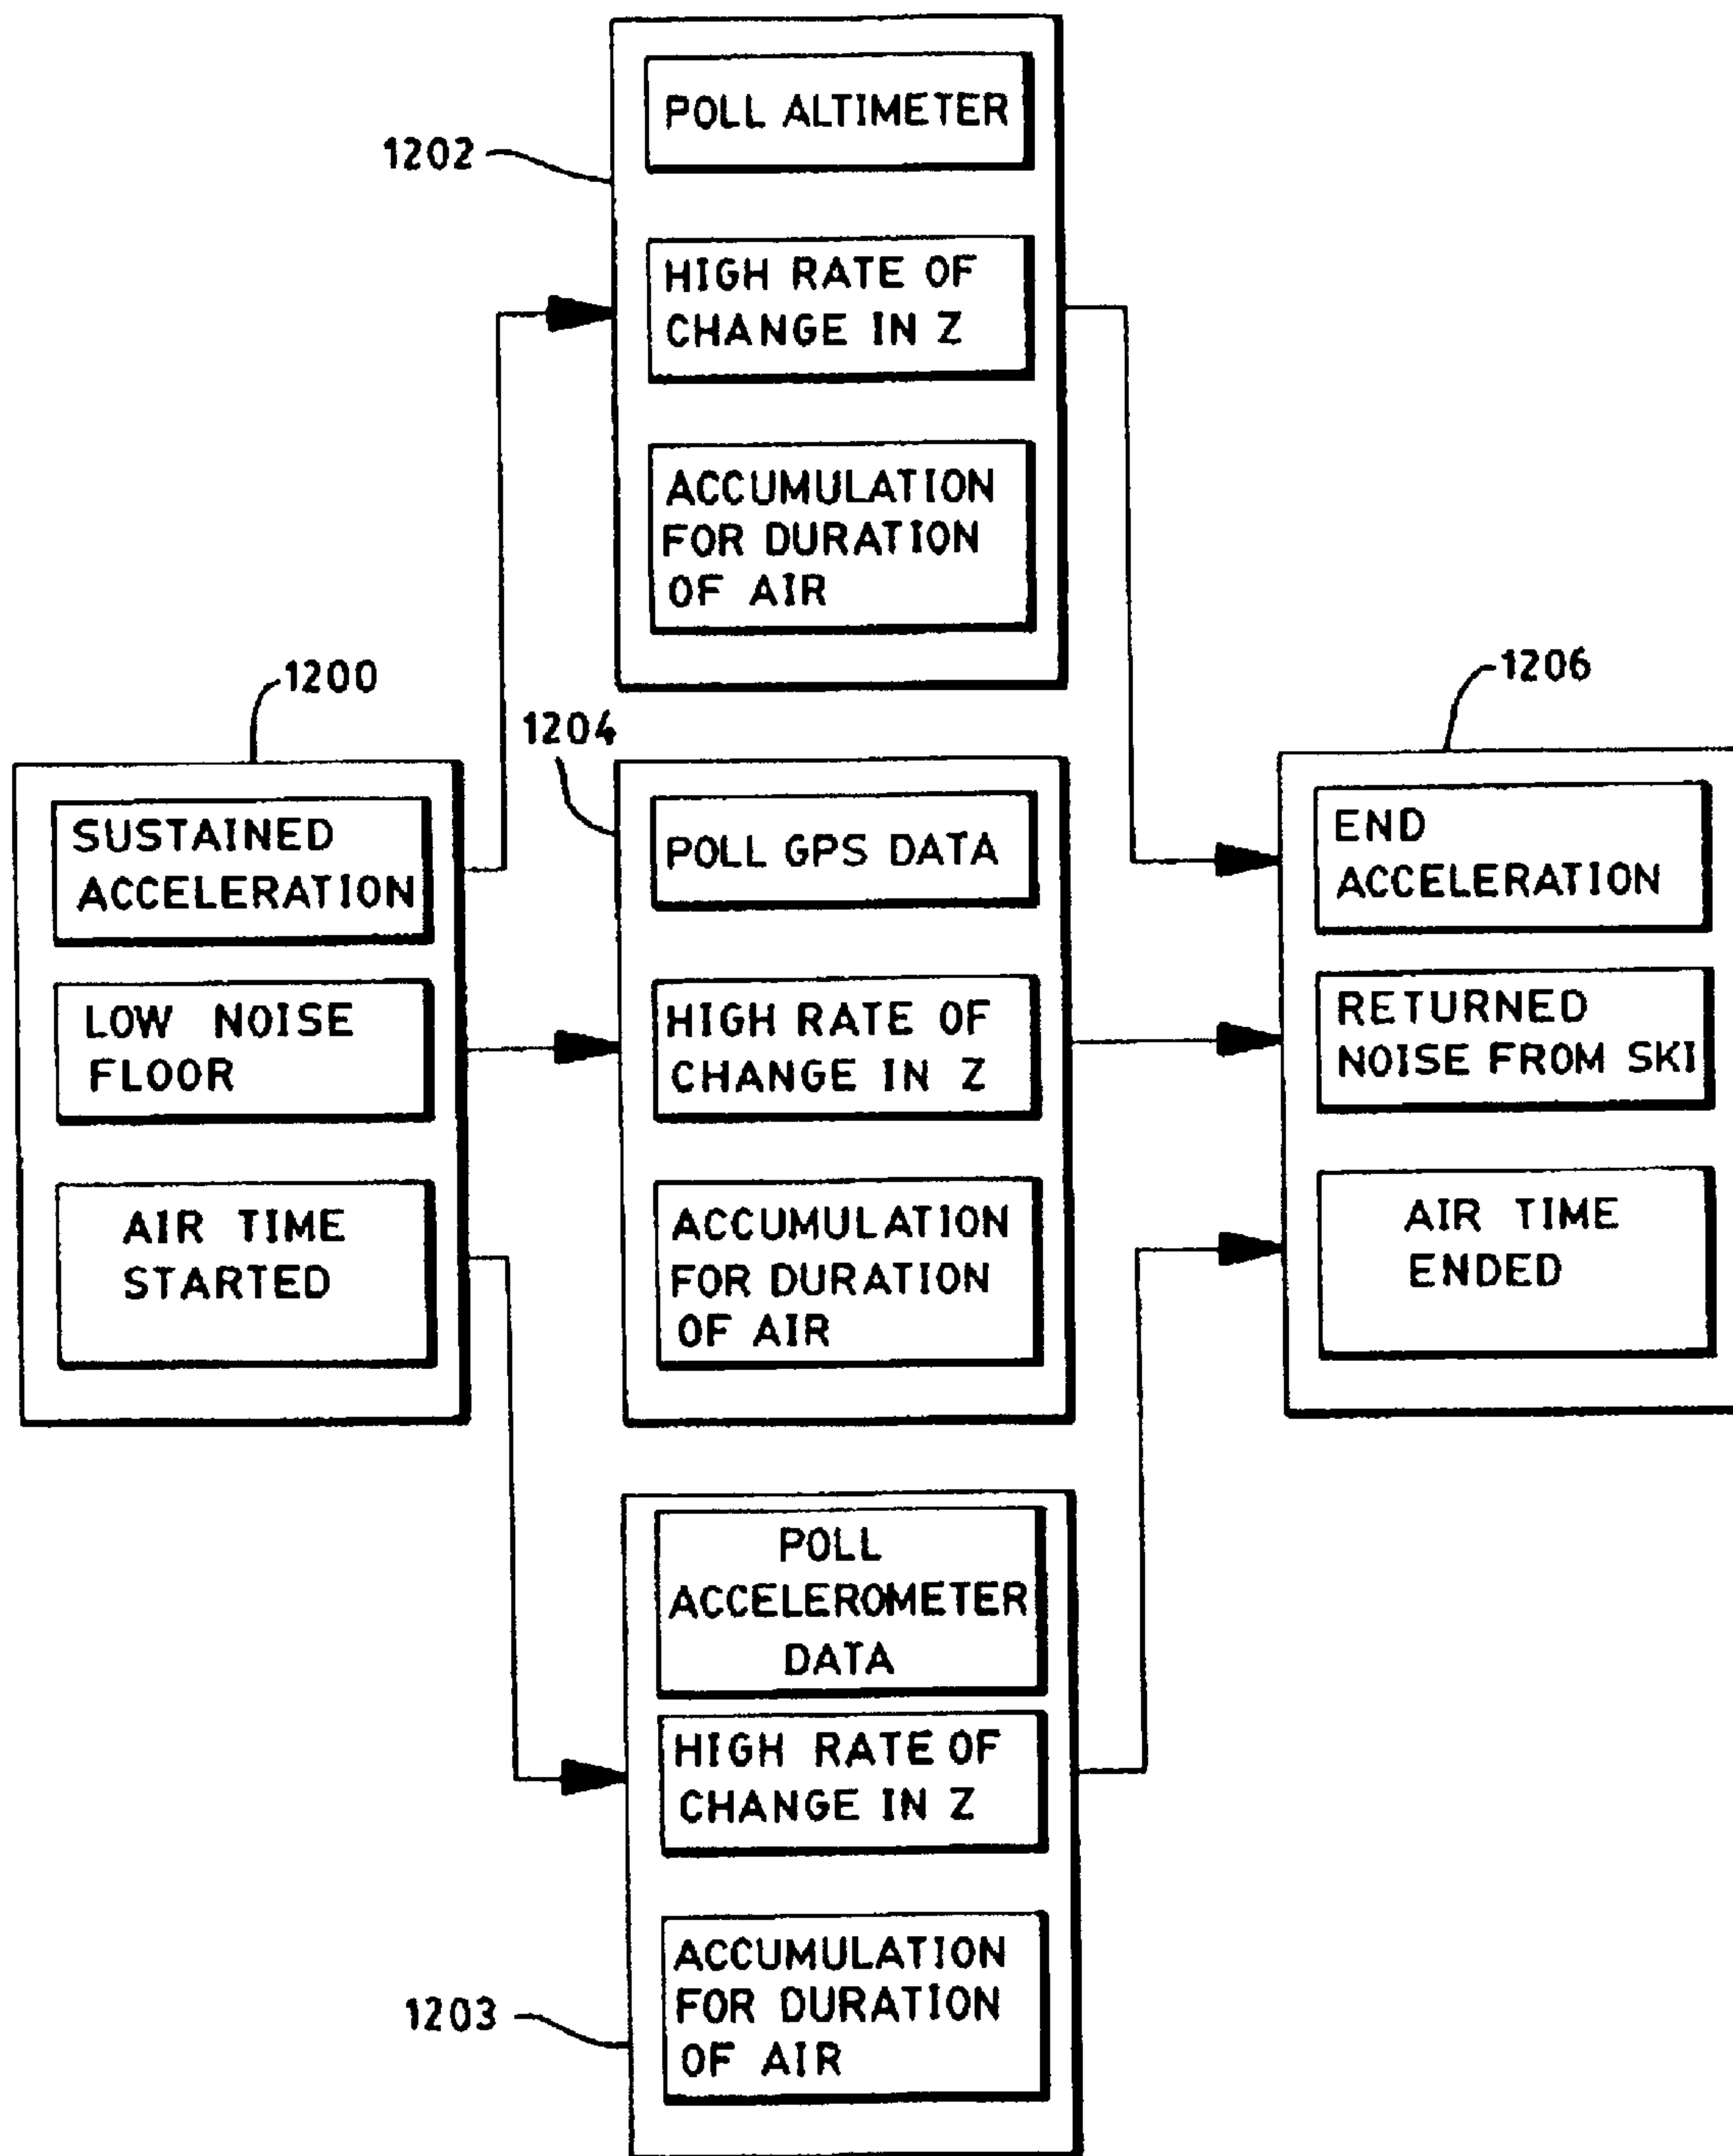 1202
POLL ALTIMETER
HIGH RATE OF
CHANGE IN Z
ACCUMULATION
FOR DURATION
OF AIR
1200
SUSTAINED
ACCELERATION
LOW NOISE
FLOOR
AIR TIME
STARTED
1204
POLL GPS DATA
HIGH RATE OF
CHANGE IN Z
ACCUMULATION
FOR DURATION
OF AIR
1203
POLL
ACCELEROMETER
DATA
HIGH RATE OF
CHANGE IN Z
ACCUMULATION
FOR DURATION
OF AIR
1206
END
ACCELERATION
RETURNED
NOISE FROM SKI
AIR TIME
ENDED